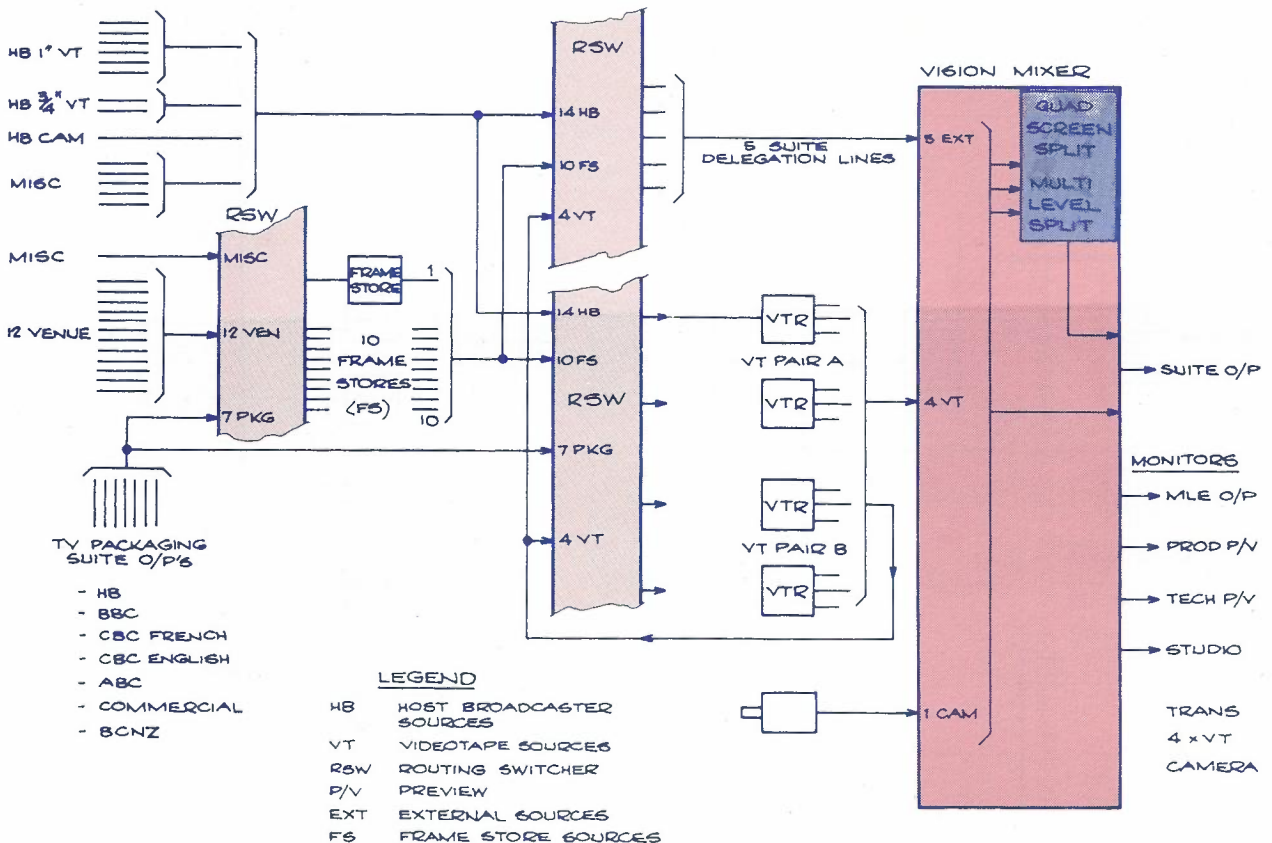 HB 1" VT
HB 3/4" VT
HB CAM
MISC
MISC
12 VENUE
RSW
MISC
12 VEN
7 PKG
FRAME
STORE
1
10
FRAME
STORES
(FS)
10
TV PACKAGING
SUITE O/P'S
- HB
- BBC
- CBC FRENCH
- CBC ENGLISH
- ABC
- COMMERCIAL
- BCNZ
RSW
14 HB
10 FS
4 VT
14 HB
10 FS
RSW
7 PKG
4 VT
5 SUITE
DELEGATION LINES
VTR
VT PAIR A
VTR
VTR
VT PAIR B
VTR
VISION MIXER
QUAD
SCREEN
SPLIT
MULTI
LEVEL
SPLIT
5 EXT
4 VT
1 CAM
SUITE O/P
MONITORS
MLE O/P
PROD P/V
TECH P/V
STUDIO
TRANS
4 x VT
CAMERA
LEGEND
HB HOST BROADCASTER
SOURCES
VT VIDEOTAPE SOURCES
RSW ROUTING SWITCHER
P/V PREVIEW
EXT EXTERNAL SOURCES
FS FRAME STORE SOURCES